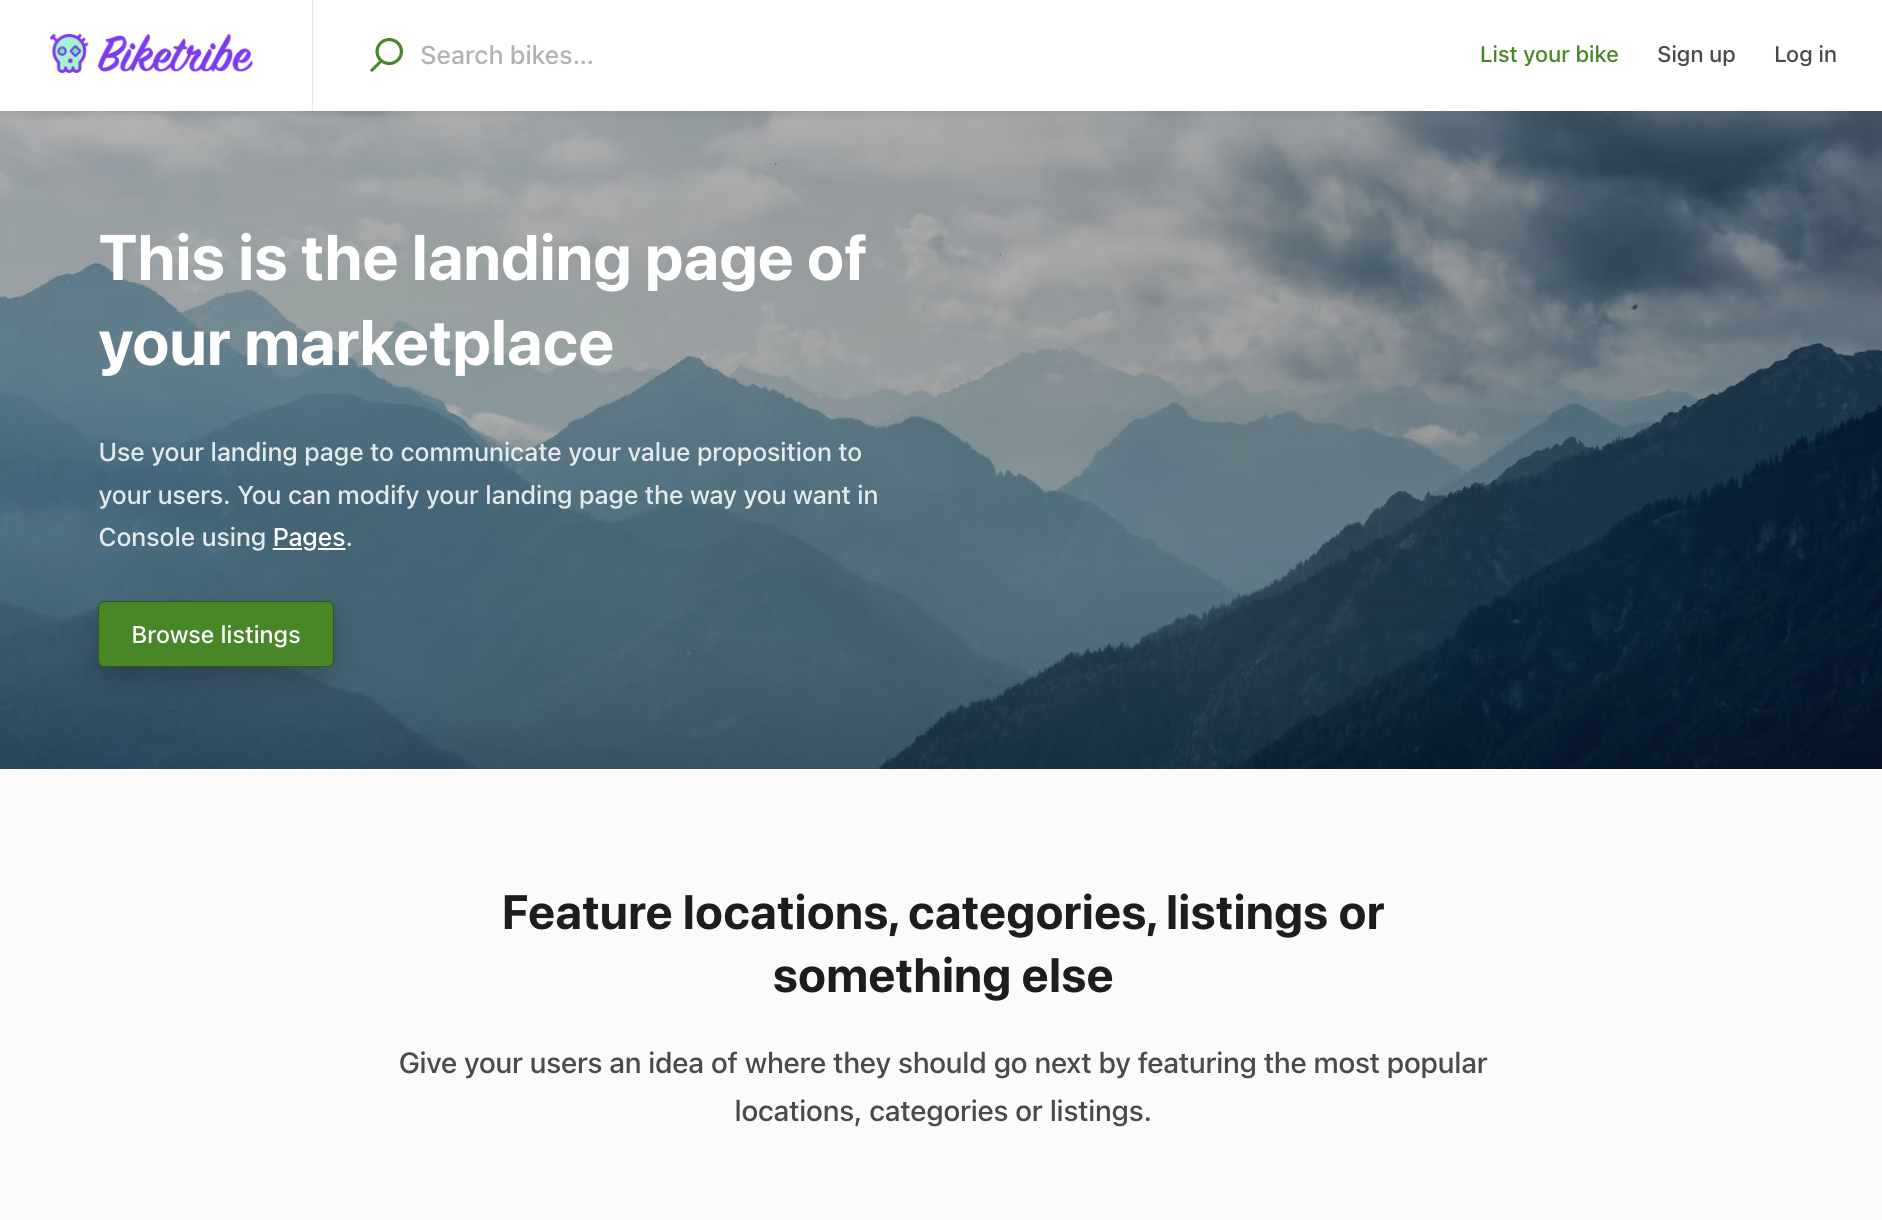 Biketribe
Search bikes...
List your bike
Sign up
Log in
This is the landing page of
your marketplace
Use your landing page to communicate your value proposition to
your users. You can modify your landing page the way you want in
Console using Pages.
Browse listings
Feature locations, categories, listings or
something else
Give your users an idea of where they should go next by featuring the most popular
locations, categories or listings.